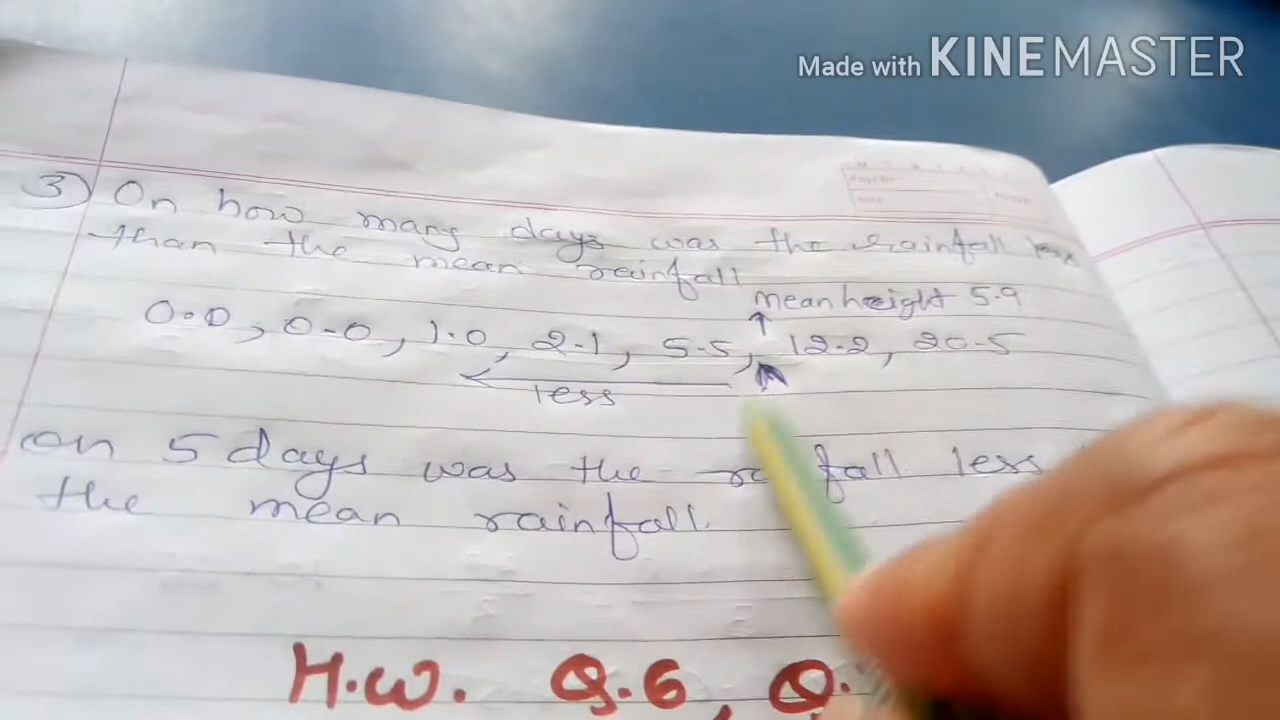 Made with KINEMASTER
③ On how many days was the rainfall less
than the mean rainfall
mean height 5.9
0.0, 0.0, 1.0, 2.1, 5.5, 12.2, 20.5
less
on 5 days was the fall less
the mean rainfall.
H.W. Q.6, Q.